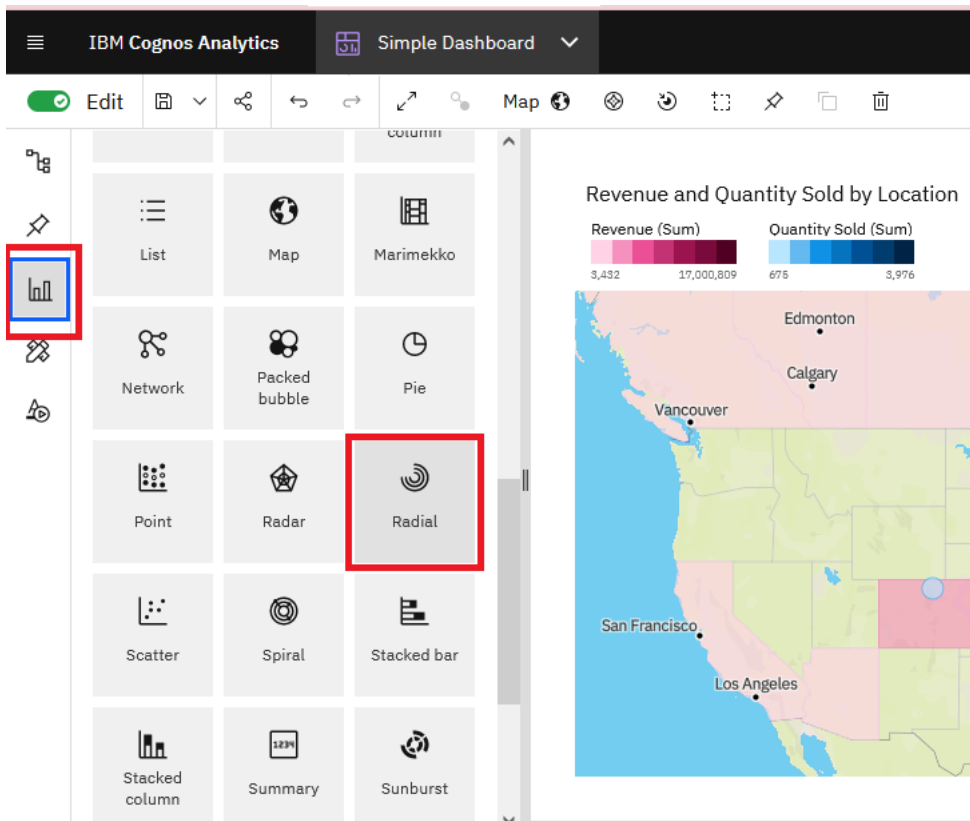 IBM Cognos Analytics
Simple Dashboard
Edit
Map
column
List
Map
Marimekko
Network
Packed
bubble
Pie
Point
Radar
Radial
Scatter
Spiral
Stacked bar
Stacked
column
1234
Summary
Sunburst
Revenue and Quantity Sold by Location
Revenue (Sum)
Quantity Sold (Sum)
3,432
17,000,809
675
3,976
Edmonton
Calgary
Vancouver
San Francisco
Los Angeles